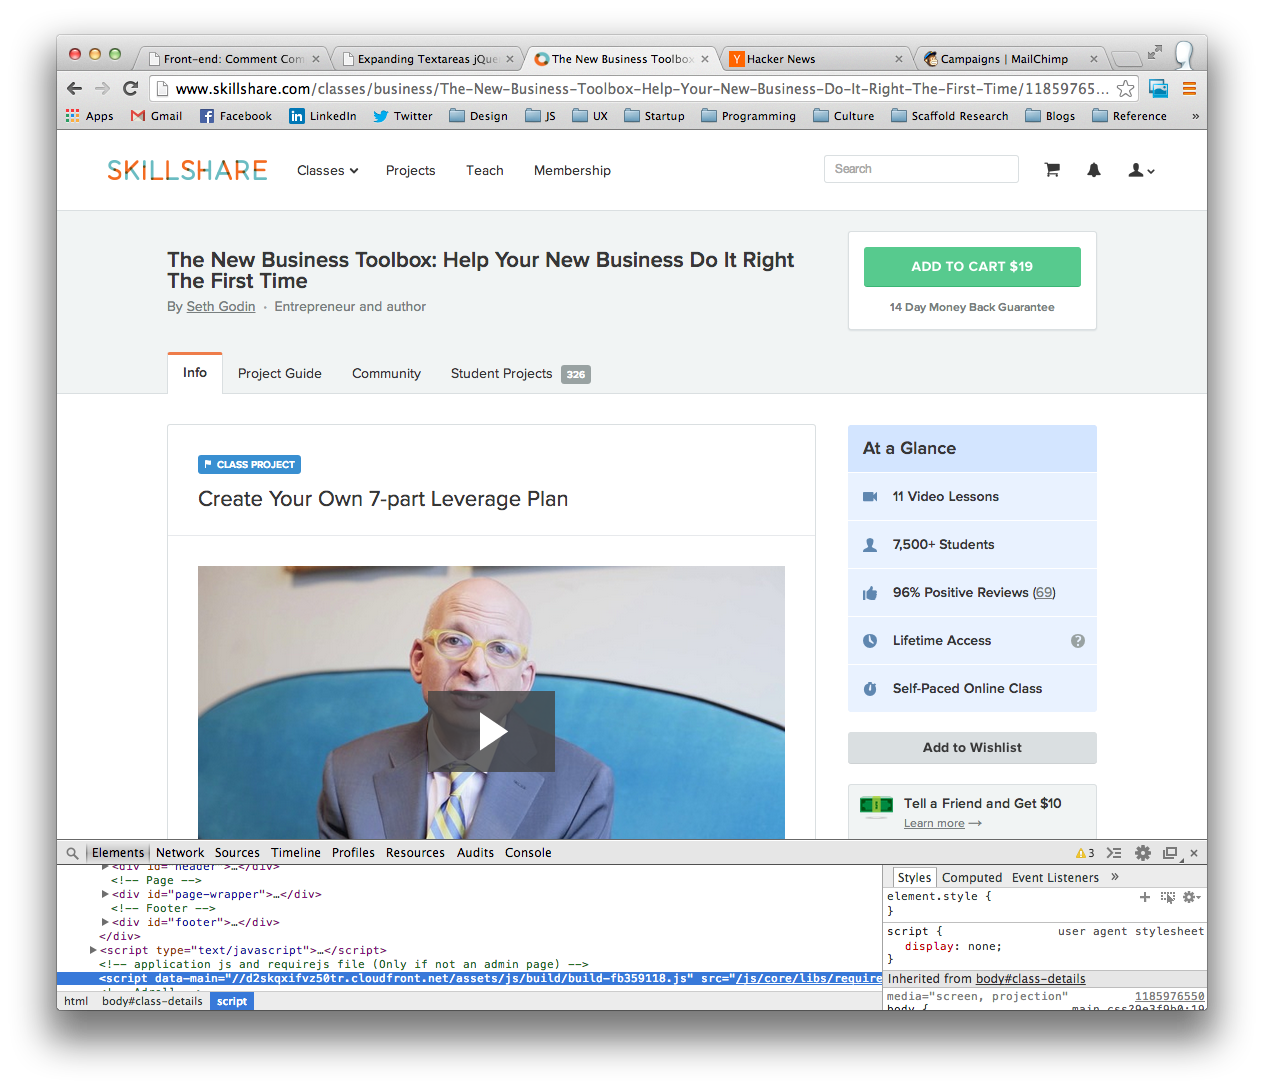 Front-end: Comment Con
Expanding Textareas jQue
The New Business Toolbox
Hacker News
Campaigns | MailChimp
www.skillshare.com/classes/business/The-New-Business-Toolbox-Help-Your-New-Business-Do-It-Right-The-First-Time/11859765...
Apps Gmail Facebook LinkedIn Twitter Design JS UX Startup Programming Culture Scaffold Research Blogs Reference »
SKILLSHARE Classes Projects Teach Membership Search
The New Business Toolbox: Help Your New Business Do It Right
The First Time
By Seth Godin · Entrepreneur and author
ADD TO CART $19
14 Day Money Back Guarantee
Info Project Guide Community Student Projects 326
CLASS PROJECT
Create Your Own 7-part Leverage Plan
At a Glance
11 Video Lessons
7,500+ Students
96% Positive Reviews (69)
Lifetime Access ?
Self-Paced Online Class
Add to Wishlist
Tell a Friend and Get $10
Learn more →
Elements Network Sources Timeline Profiles Resources Audits Console 3
<div id="header">…</div>
<!-- Page -->
<div id="page-wrapper">…</div>
<!-- Footer -->
<div id="footer">…</div>
</div>
<script type="text/javascript">…</script>
<!-- application js and requirejs file (Only if not an admin page) -->
<script data-main="//d2skqxifvz50tr.cloudfront.net/assets/js/build/build-fb359118.js" src="/js/core/libs/require
html body#class-details script
Styles Computed Event Listeners »
element.style {
}
script { user agent stylesheet
display: none;
}
Inherited from body#class-details
media="screen, projection" 1185976550
body { main.css29e3f9b0:19